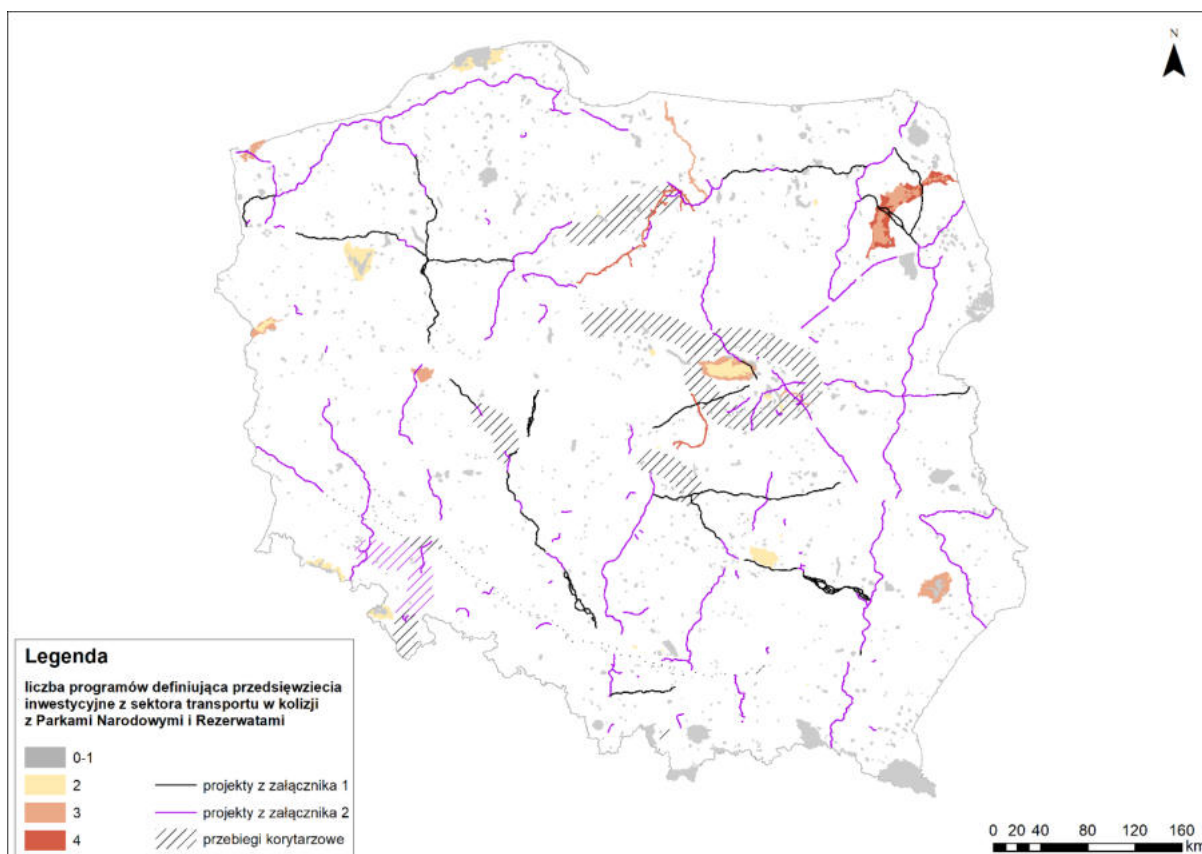 N
Legenda
liczba programów definiująca przedsięwziecia
inwestycyjne z sektora transportu w kolizji
z Parkami Narodowymi i Rezerwatami
0-1
2
3
4
projekty z załącznika 1
projekty z załącznika 2
przebiegi korytarzowe
0 20 40 80 120 160
km